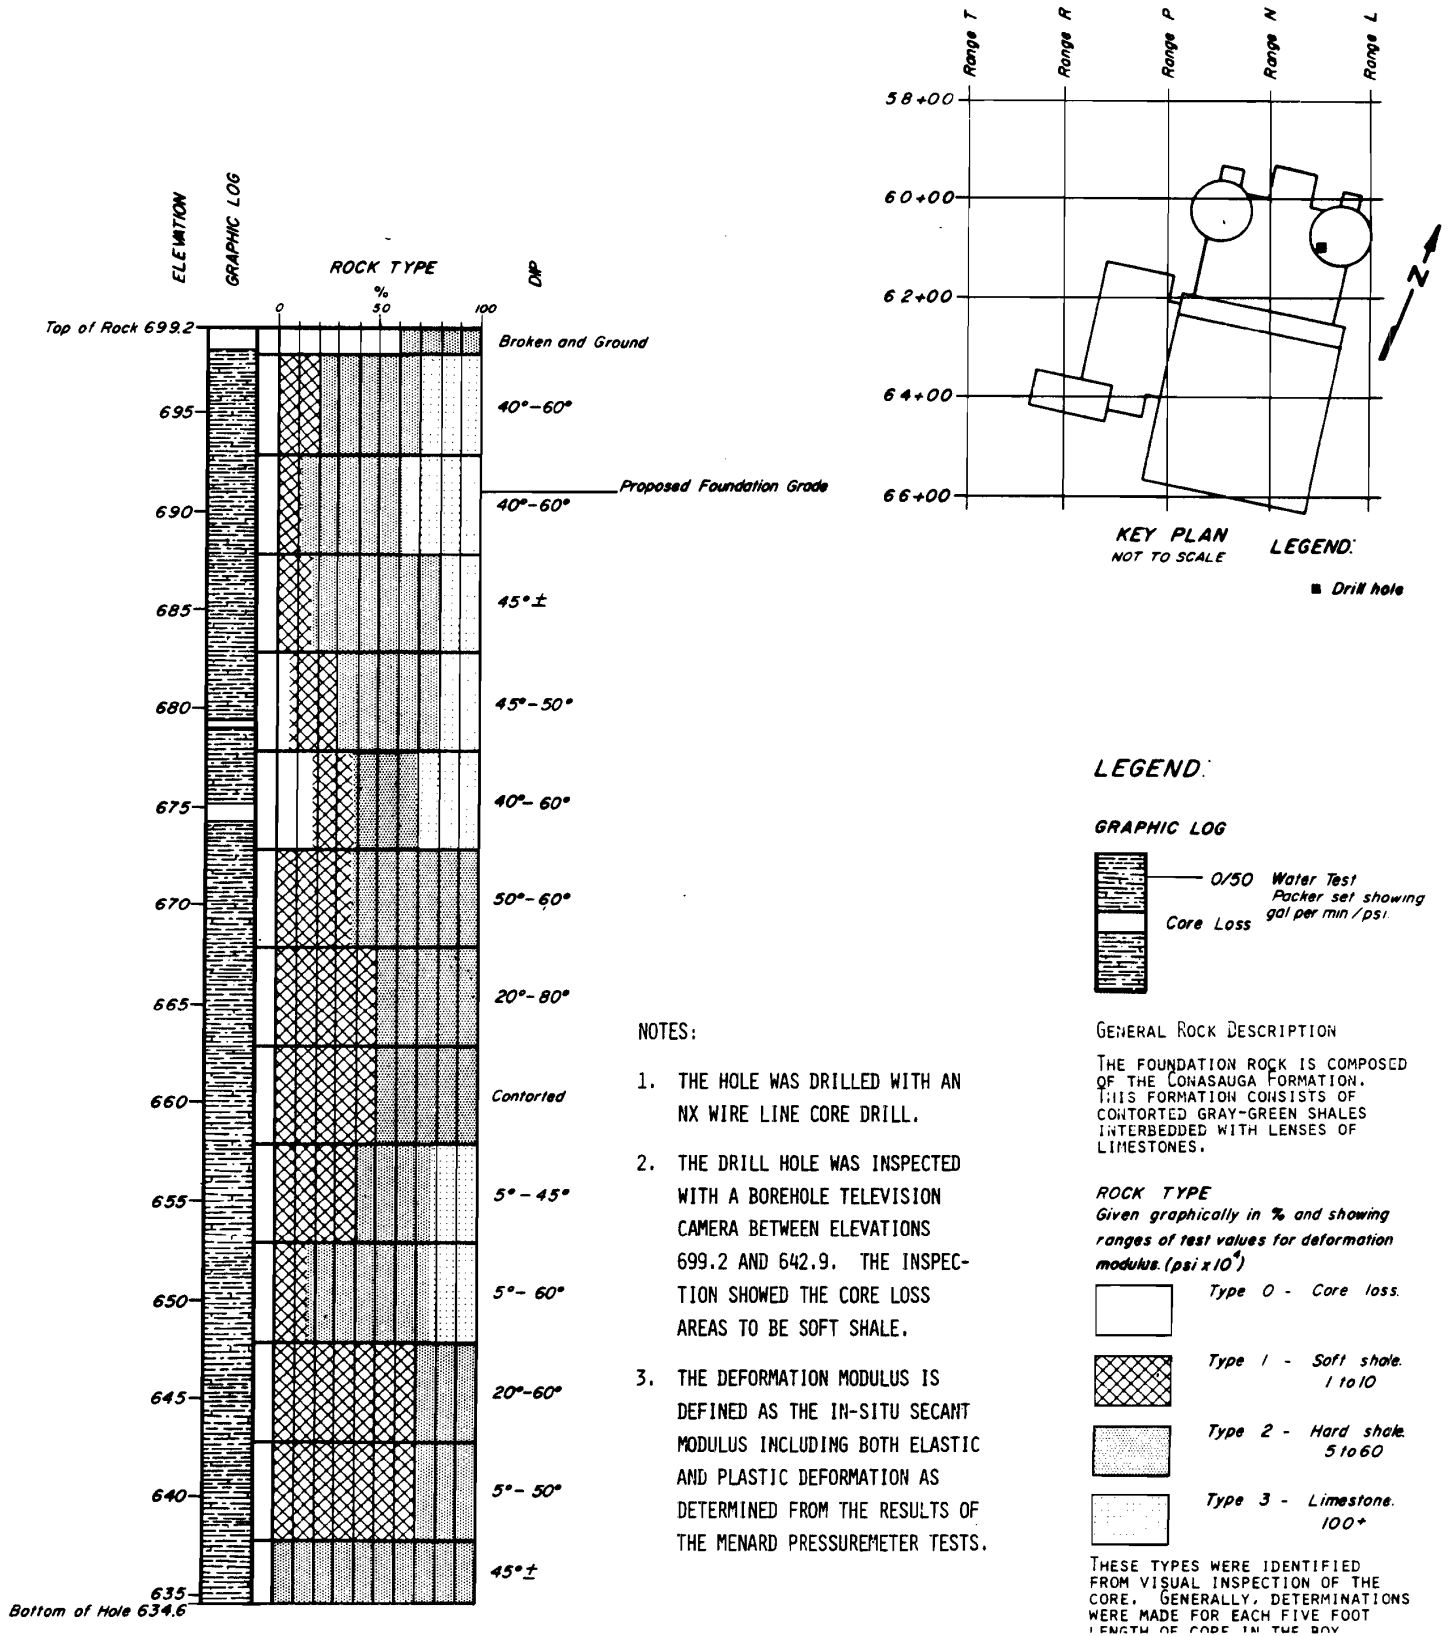 Range T
Range R
Range P
Range N
Range L
58+00
60+00
62+00
64+00
66+00
N
KEY PLAN
NOT TO SCALE
LEGEND:
Drill hole
ELEVATION
GRAPHIC LOG
ROCK TYPE
%
DIP
0 50 100
Top of Rock 699.2
Broken and Ground
695
40°-60°
Proposed Foundation Grade
690
40°-60°
685
45°±
680
45°-50°
675
40°-60°
670
50°-60°
665
20°-80°
660
Contorted
655
5°-45°
650
5°-60°
645
20°-60°
640
5°-50°
635
45°±
Bottom of Hole 634.6
NOTES:
1. THE HOLE WAS DRILLED WITH AN
NX WIRE LINE CORE DRILL.
2. THE DRILL HOLE WAS INSPECTED
WITH A BOREHOLE TELEVISION
CAMERA BETWEEN ELEVATIONS
699.2 AND 642.9. THE INSPEC-
TION SHOWED THE CORE LOSS
AREAS TO BE SOFT SHALE.
3. THE DEFORMATION MODULUS IS
DEFINED AS THE IN-SITU SECANT
MODULUS INCLUDING BOTH ELASTIC
AND PLASTIC DEFORMATION AS
DETERMINED FROM THE RESULTS OF
THE MENARD PRESSUREMETER TESTS.
LEGEND:
GRAPHIC LOG
0/50 Water Test
Packer set showing
gal per min/psi.
Core Loss
GENERAL ROCK DESCRIPTION
THE FOUNDATION ROCK IS COMPOSED
OF THE CONASAUGA FORMATION.
THIS FORMATION CONSISTS OF
CONTORTED GRAY-GREEN SHALES
INTERBEDDED WITH LENSES OF
LIMESTONES.
ROCK TYPE
Given graphically in % and showing
ranges of test values for deformation
modulus. (psi x 10⁴)
Type 0 - Core loss.
Type 1 - Soft shale.
1 to 10
Type 2 - Hard shale.
5 to 60
Type 3 - Limestone.
100+
THESE TYPES WERE IDENTIFIED
FROM VISUAL INSPECTION OF THE
CORE. GENERALLY, DETERMINATIONS
WERE MADE FOR EACH FIVE FOOT
LENGTH OF CORE IN THE BOX